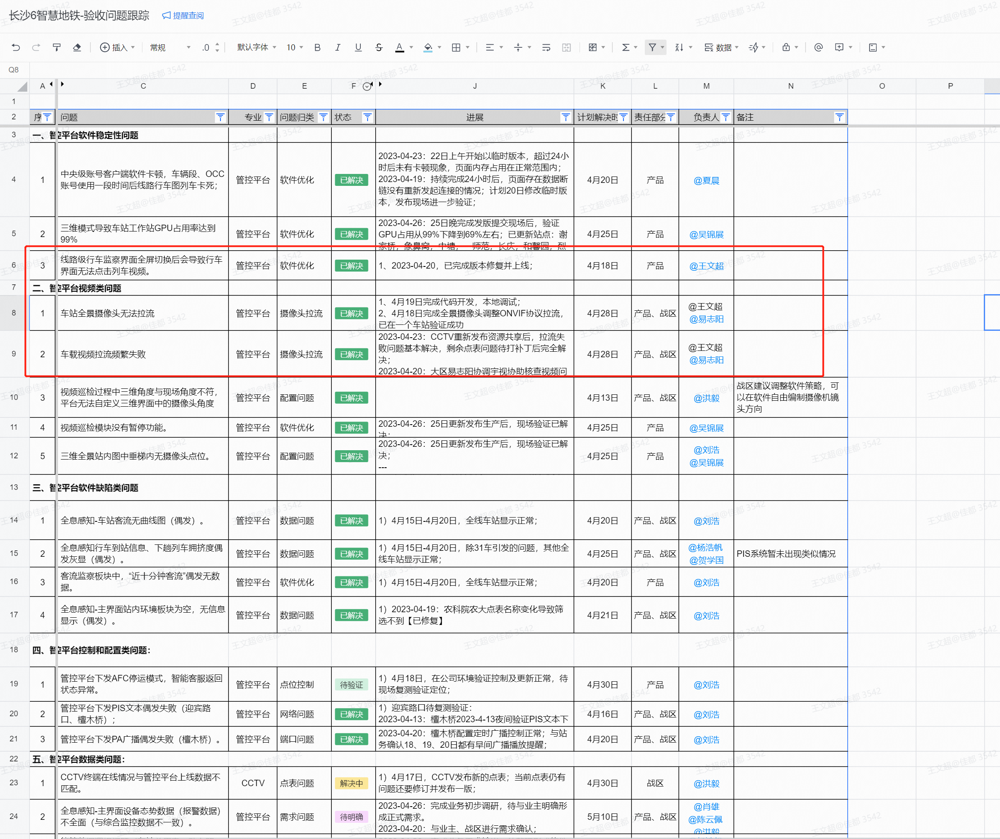 长沙6智慧地铁-验收问题跟踪 提醒查阅
插入 常规 .0 默认字体 10 B I U S A 数据
Q8
A C D E F J K L M N O P
1
2 序 问题 专业 问题归类 状态 进展 计划解决时 责任部分 负责人 备注
3 一、智控平台软件稳定性问题
4 1 中央级账号客户端软件卡顿，车辆段、OCC
账号使用一段时间后线路行车图列车卡死；
管控平台 软件优化 已解决
2023-04-23：22日上午开始以临时版本，超过24小
时后未有卡顿现象，页面内存占用在正常范围内；
2023-04-19：持续完成24小时后，页面存在数据断
链没有重新发起连接的情况；计划20日修改临时版
本，发布现场进一步验证；
4月20日 产品 @夏晨
5 2 三维模式导致车站工作站GPU占用率达到
99%
管控平台 软件优化 已解决
2023-04-26：25日晚完成发版提交现场后，验证
GPU占用从99%下降到69%左右；已更新站点：谢
家桥，象鼻窝，中塘，一师范，长庆，和馨园，烈
4月25日 产品 @吴锦展
6 3 线路级行车监察界面全屏切换后会导致行车
界面无法点击列车视频。
管控平台 软件优化 已解决 1、2023-04-20，已完成版本修复并上线； 4月18日 产品 @王文超
7 二、智控平台视频类问题
8 1 车站全景摄像头无法拉流 管控平台 摄像头拉流 已解决
1、4月19日完成代码开发，本地调试；
2、4月18日完成全景摄像头调整ONVIF协议拉流，
已在一个车站验证成功
4月28日 产品、战区 @王文超
@易志阳
9 2 车载视频拉流频繁失败 管控平台 摄像头拉流 已解决
2023-04-23：CCTV重新发布资源共享后，拉流失
败问题基本解决，剩余点表问题待打补丁后完全解
决；
2023-04-20：大区易志阳协调宇视协助核查视频问
4月28日 产品、战区 @王文超
@易志阳
10 3 视频巡检过程中三维角度与现场角度不符，
平台无法自定义三维界面中的摄像头角度
管控平台 配置问题 已解决 4月13日 产品、战区 @洪毅
战区建议调整软件策略，可
以在软件自由编制摄像机镜
头方向
11 4 视频巡检模块没有暂停功能。 管控平台 软件优化 已解决
2023-04-26：25日更新发布生产后，现场验证已解
决；
4月25日 产品 @吴锦展
12 5 三维全景站内图中垂梯内无摄像头点位。 管控平台 配置问题 已解决
2023-04-26：25日更新发布生产后，现场验证已解
决；
---
4月25日 产品 @刘浩
@吴锦展
13 三、智控平台软件缺陷类问题
14 1 全息感知-车站客流无曲线图（偶发）。 管控平台 数据问题 已解决 1）4月15日-4月20日，全线车站显示正常； 4月20日 产品、战区 @刘浩
15 2 全息感知行车到站信息、下趟列车拥挤度偶
发灰显（偶发）。
管控平台 数据问题 已解决
1）4月15日-4月20日，除31车引发的问题，其他全
线车站显示正常；
4月25日 产品、战区 @杨浩帆
@贺学国
PIS系统暂未出现类似情况
16 3 客流监察板块中，“近十分钟客流”偶发无数
据。
管控平台 软件优化 已解决 1）4月15日-4月20日，全线车站显示正常； 4月20日 产品 @刘浩
17 4 全息感知-主界面站内环境板块为空，无信息
显示（偶发）。
管控平台 数据问题 已解决
1）2023-04-19：农科院农大点表名称变化导致筛
选不到【已修复】
4月21日 产品、战区 @刘浩
18 四、智控平台控制和配置类问题：
19 1 管控平台下发AFC停运模式，智能客服返回
状态异常。
管控平台 点位控制 待验证
1）4月18日，在公司环境验证控制及更新正常，待
现场复测验证定位；
4月30日 产品 @刘浩
20 2 管控平台下发PIS文本偶发失败（迎宾路
口、檀木桥）；
管控平台 网络问题 已解决
1）迎宾路口待复测验证：
2023-04-13：檀木桥2023-4-13夜间验证PIS文本下
4月16日 产品、战区 @刘浩
21 3 管控平台下发PA广播偶发失败（檀木桥）。 管控平台 端口问题 已解决
2023-04-20：檀木桥配置定时广播控制正常；与站
务确认18、19、20日都有早间广播播放提醒；
4月20日 产品、战区 @刘浩
22 五、智控平台数据类问题：
23 1 CCTV终端在线情况与管控平台上线数据不
匹配。
CCTV 点表问题 解决中
1）4月17日，CCTV发布新的点表；当前点表仍有
问题还要修订并发布一版；
4月30日 战区 @洪毅
24 2 全息感知-主界面设备态势数据（报警数据）
不全面（与综合监控数据不一致）。
管控平台 需求问题 待明确
2023-04-26：完成业务初步调研，待与业主明确形
成正式需求。
2023-04-20：与业主、战区进行需求确认；
5月10日 产品、战区 @肖雄
@陈云佩
@洪毅
王文超@佳都 3542